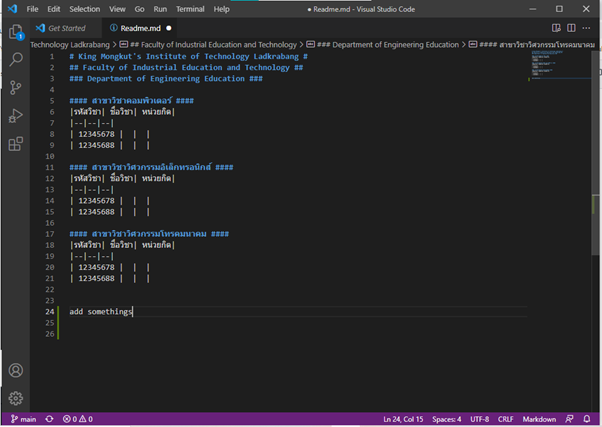 File Edit Selection View Go Run Terminal Help
● Readme.md - Visual Studio Code
Get Started
Readme.md ●
Technology Ladkrabang > ## Faculty of Industrial Education and Technology > ### Department of Engineering Education > #### สาขาวิชาวิศวกรรมโทรคมนาคม
1 # King Mongkut's Institute of Technology Ladkrabang #
2 ## Faculty of Industrial Education and Technology ##
3 ### Department of Engineering Education ###
4
5 #### สาขาวิชาคอมพิวเตอร์ ####
6 |รหัสวิชา| ชื่อวิชา| หน่วยกิต|
7 |--|--|--|
8 | 12345678 | | |
9 | 12345688 | | |
10
11 #### สาขาวิชาวิศวกรรมอิเล็กทรอนิกส์ ####
12 |รหัสวิชา| ชื่อวิชา| หน่วยกิต|
13 |--|--|--|
14 | 12345678 | | |
15 | 12345688 | | |
16
17 #### สาขาวิชาวิศวกรรมโทรคมนาคม ####
18 |รหัสวิชา| ชื่อวิชา| หน่วยกิต|
19 |--|--|--|
20 | 12345678 | | |
21 | 12345688 | | |
22
23
24 add somethings
25
26
1
main 0 0 Ln 24, Col 15 Spaces: 4 UTF-8 CRLF Markdown